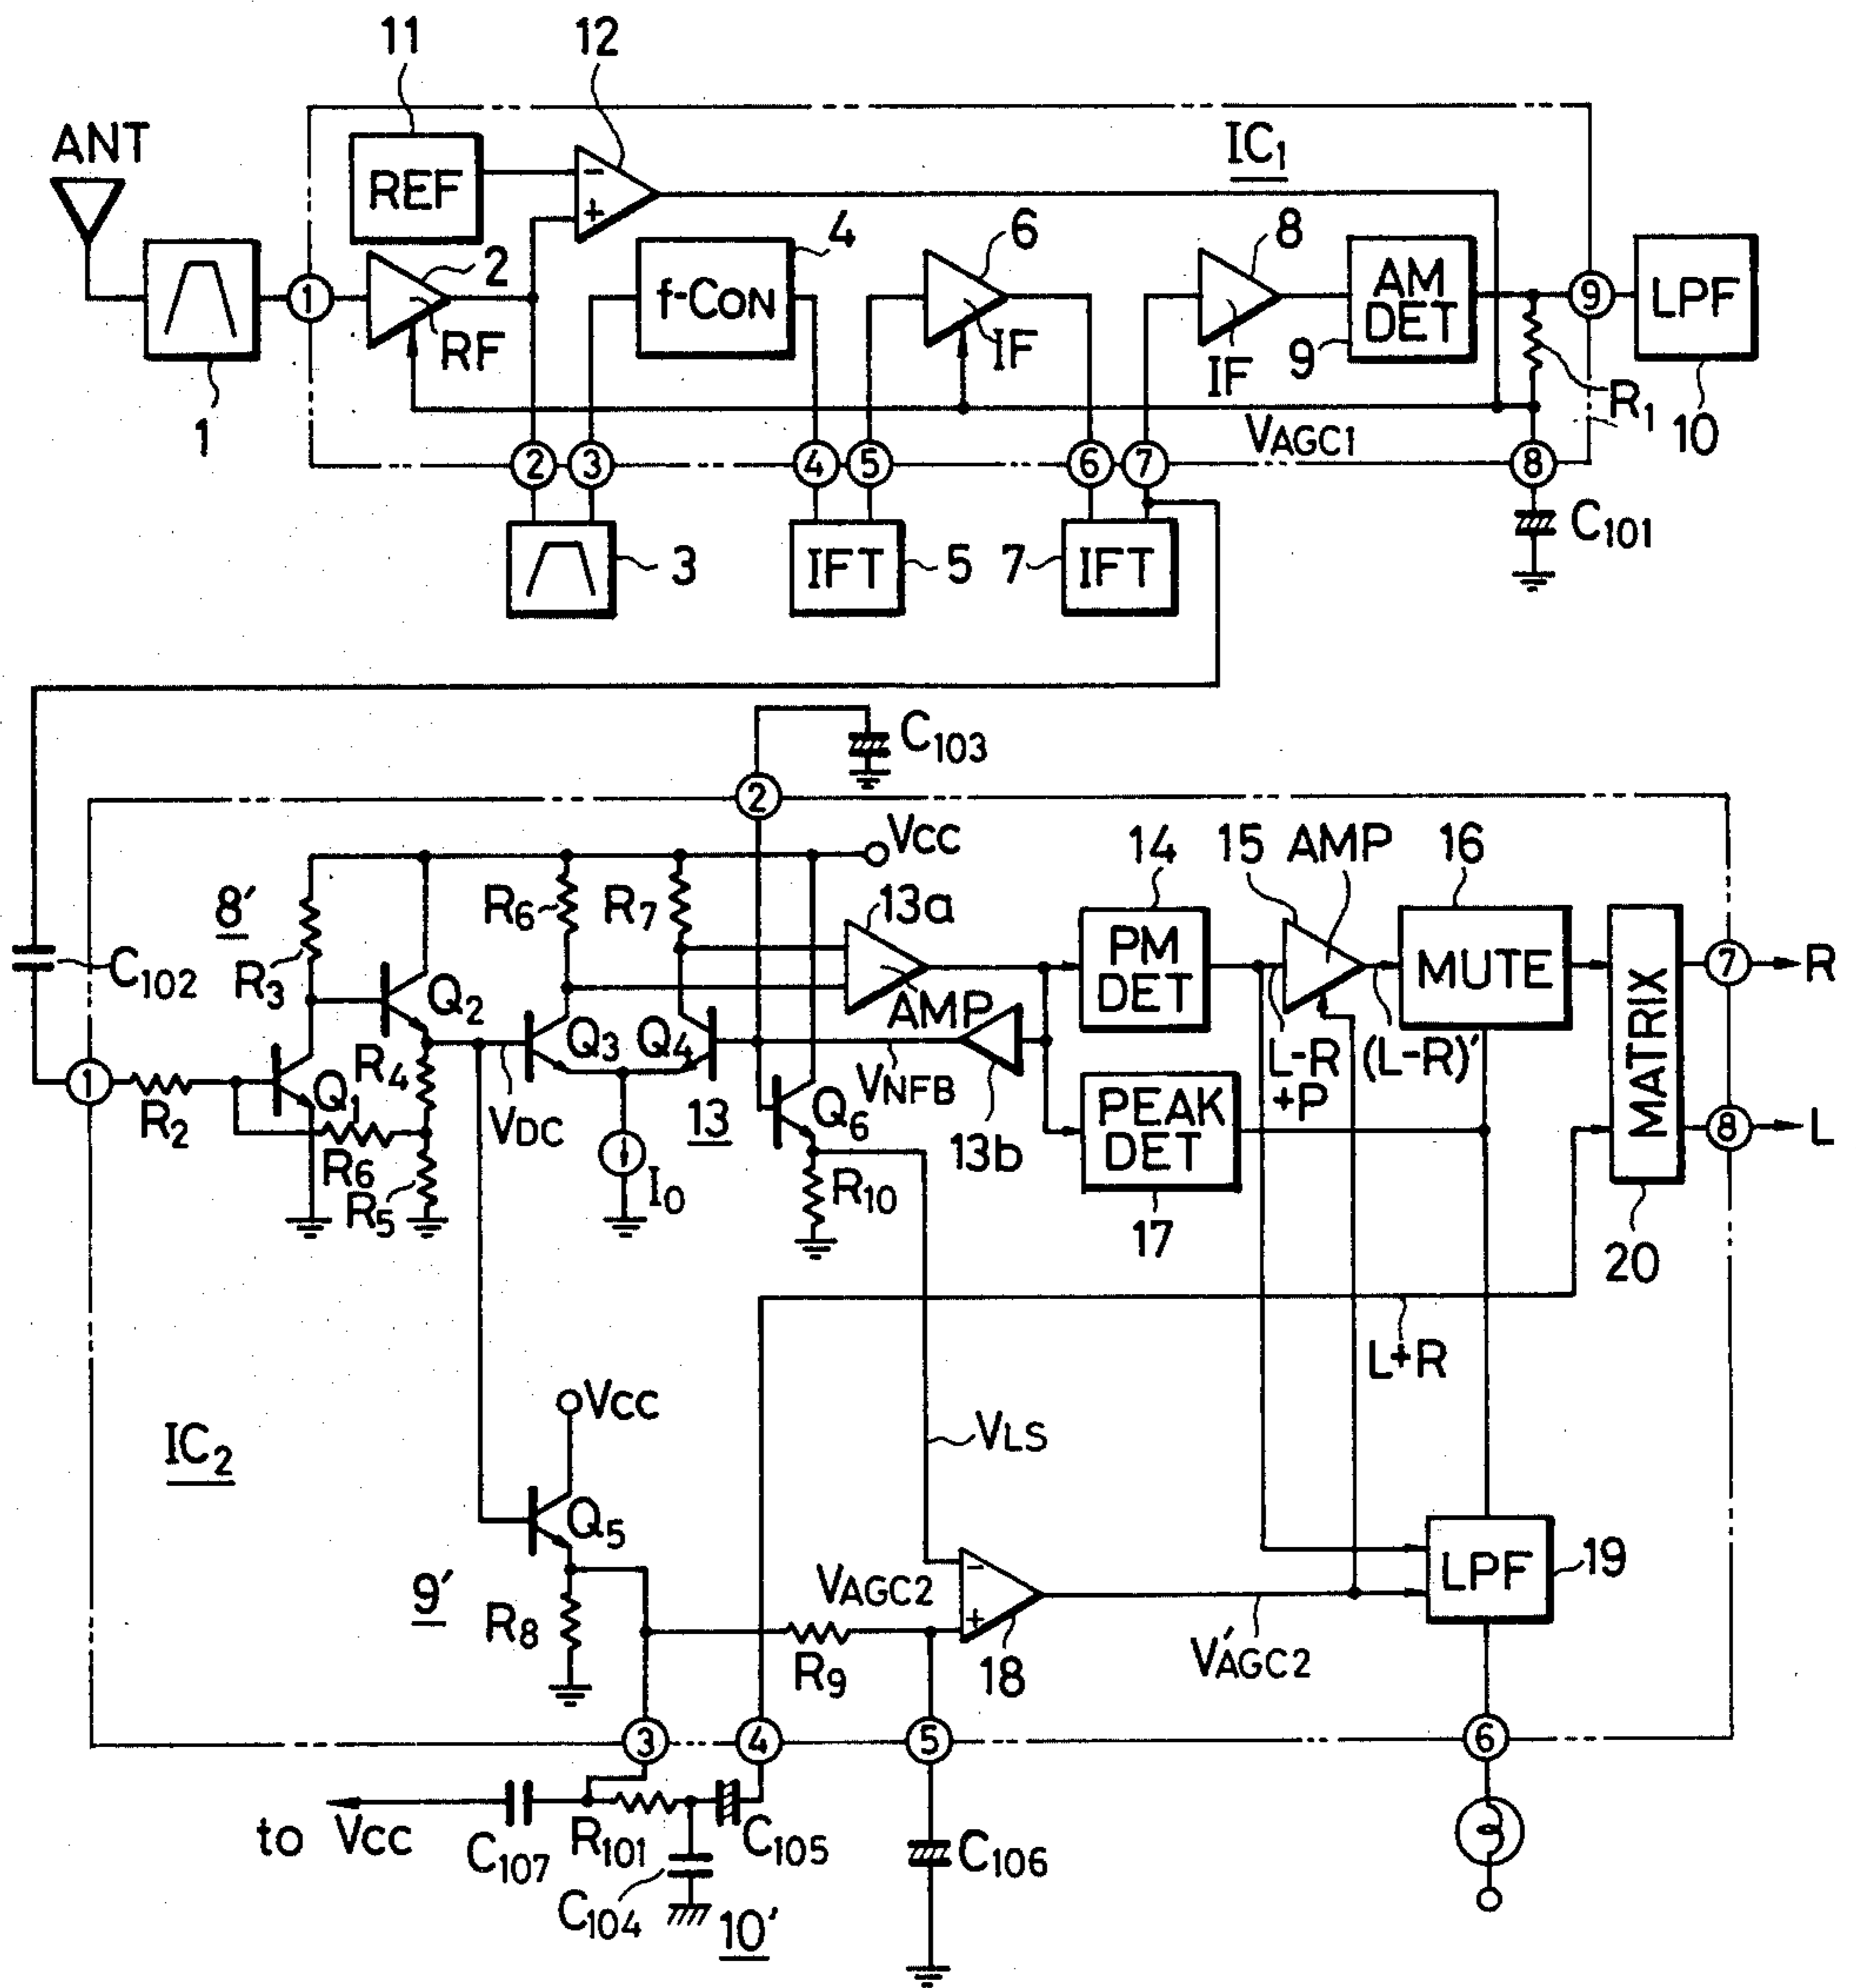 11
12
ANT
IC₁
REF
−
+
2
4
6
8
①
f-CON
AM DET
⑨
LPF
RF
IF
IF
9
R₁
10
1
VAGC1
②
③
④
⑤
⑥
⑦
⑧
C₁₀₁
3
IFT
5
7
IFT
C₁₀₃
②
VCC
14
15
AMP
16
8'
R₆
R₇
13a
PM DET
MUTE
⑦
R
C₁₀₂
R₃
Q₂
AMP
L-R +P
(L-R)'
MATRIX
①
R₂
Q₁
R₄
Q₃
Q₄
VNFB
13b
VDC
13
Q₆
PEAK DET
⑧
L
R₆
R₅
I₀
R₁₀
17
20
L+R
VCC
IC₂
VLS
Q₅
9'
R₈
VAGC2
−
+
LPF
19
R₉
18
V'AGC2
③
④
⑤
⑥
to VCC
C₁₀₇
R₁₀₁
C₁₀₅
C₁₀₆
C₁₀₄
10'